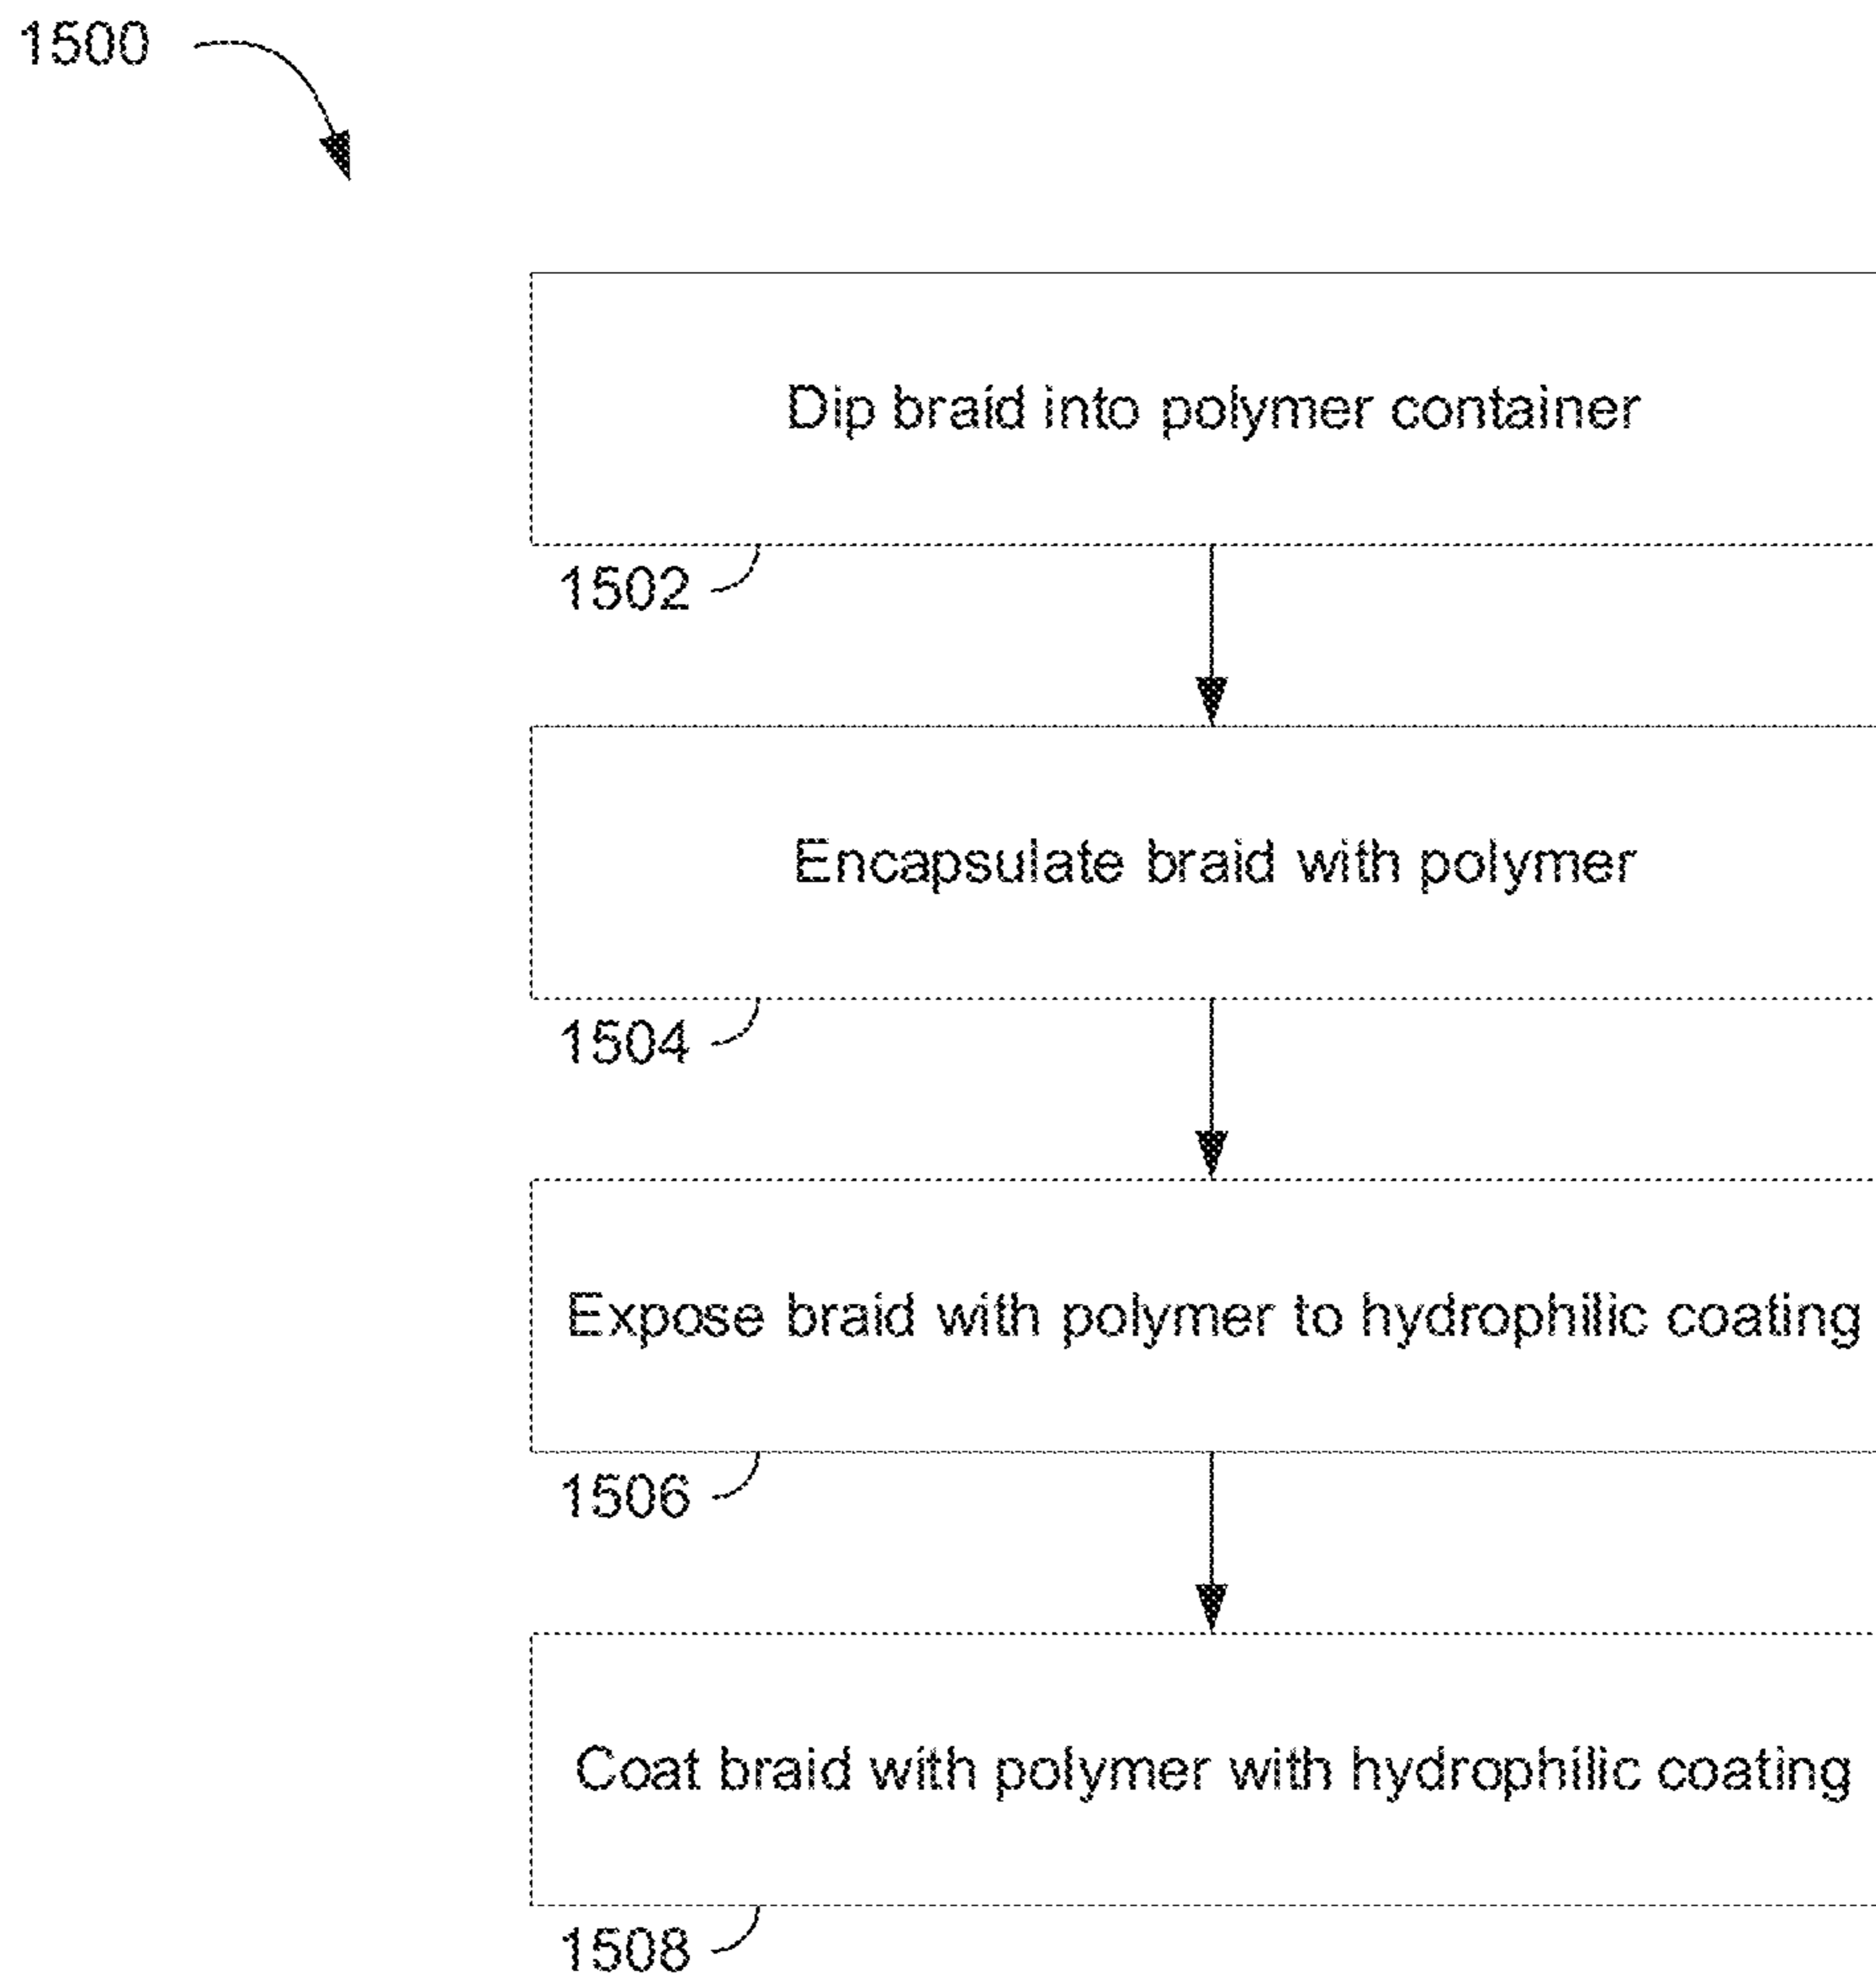 1500
Dip braid into polymer container
1502
Encapsulate braid with polymer
1504
Expose braid with polymer to hydrophilic coating
1506
Coat braid with polymer with hydrophilic coating
1508